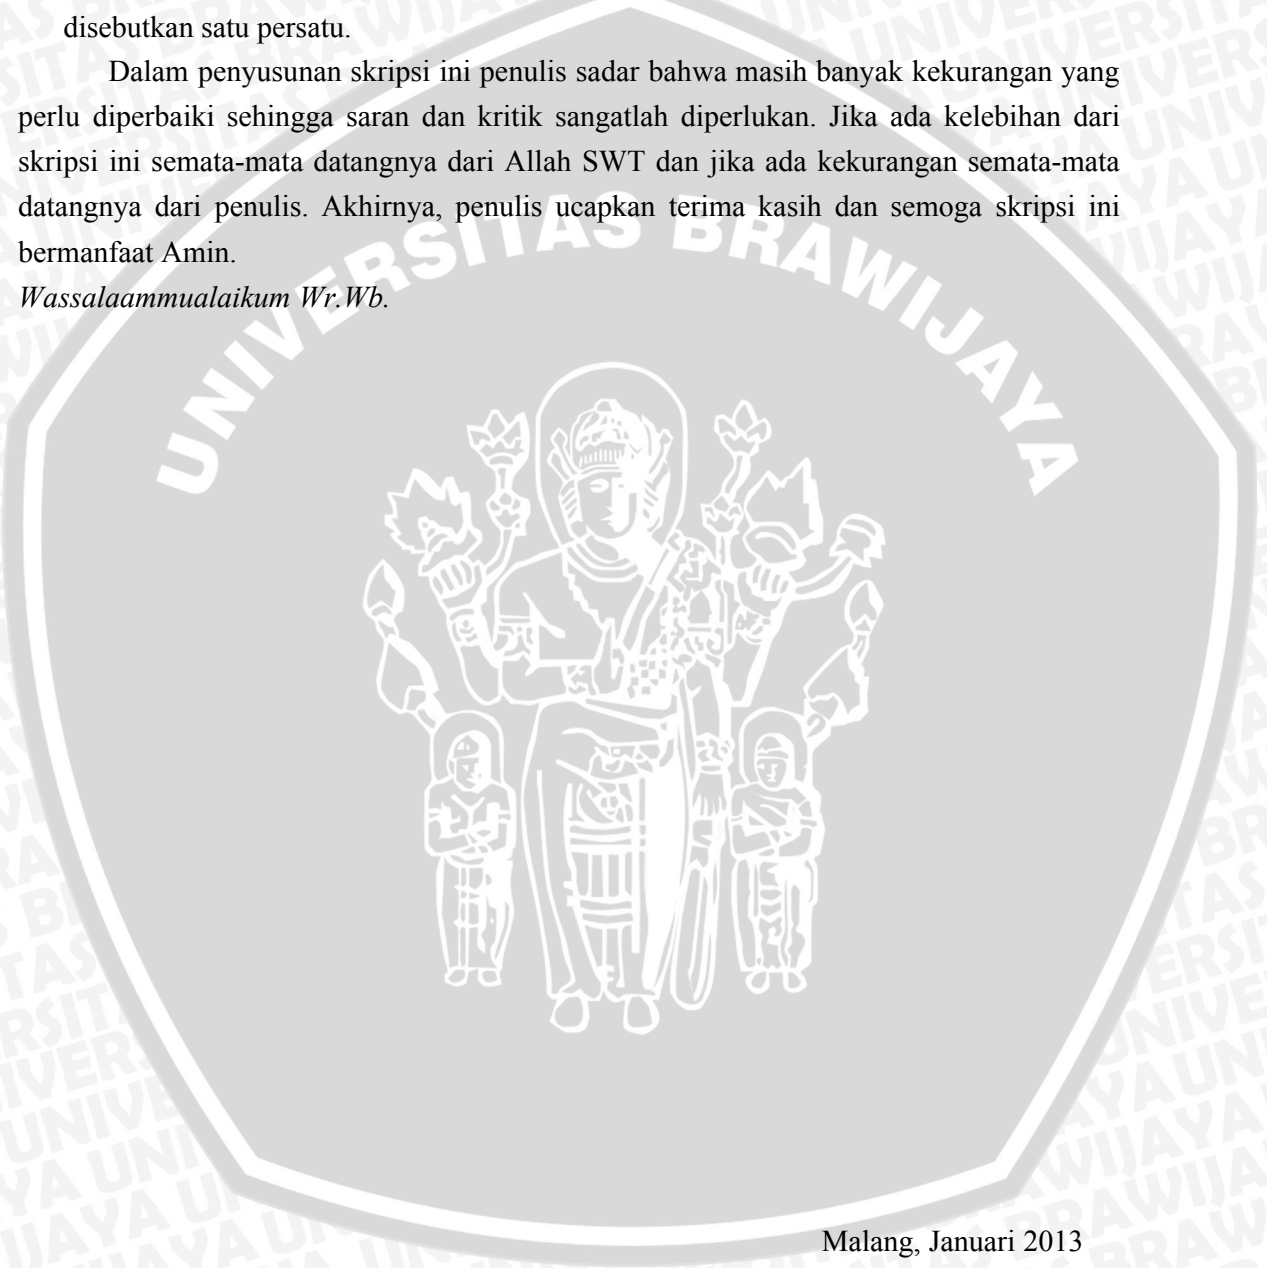 disebutkan satu persatu.
Dalam penyusunan skripsi ini penulis sadar bahwa masih banyak kekurangan yang
perlu diperbaiki sehingga saran dan kritik sangatlah diperlukan. Jika ada kelebihan dari
skripsi ini semata-mata datangnya dari Allah SWT dan jika ada kekurangan semata-mata
datangnya dari penulis. Akhirnya, penulis ucapkan terima kasih dan semoga skripsi ini
bermanfaat Amin.
Wassalaammualaikum Wr.Wb.
UNIVERSITAS BRAWIJAYA
Malang, Januari 2013